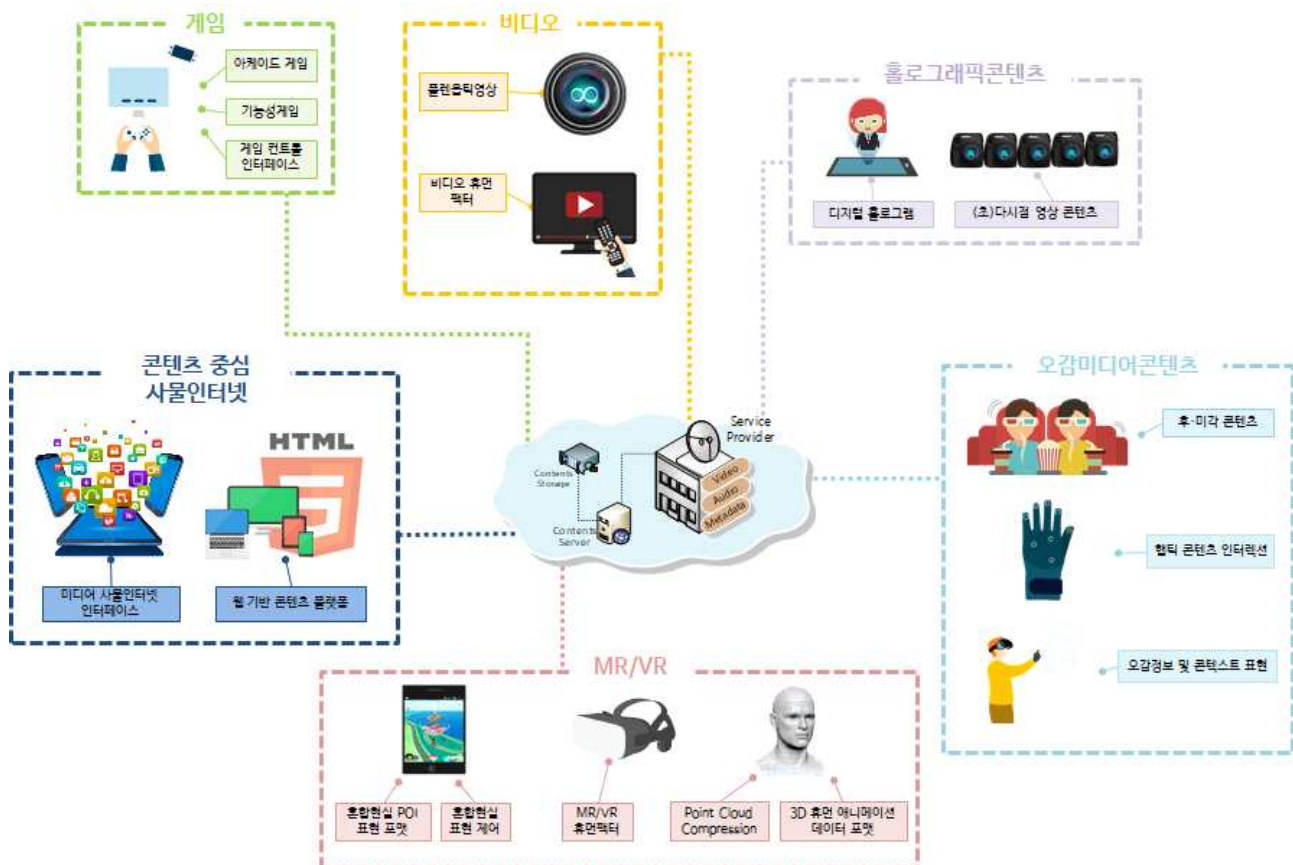 게임
아케이드 게임
기능성게임
게임 컨트롤
인터페이스
비디오
플렌옵틱영상
비디오 휴먼
팩터
홀로그래픽콘텐츠
디지털 홀로그램
(초)다시점 영상 콘텐츠
콘텐츠 중심
사물인터넷
HTML
5
미디어 사물인터넷
인터페이스
웹 기반 콘텐츠 플랫폼
Service
Provider
Contents
Storage
Contents
Server
Video
Audio
Metadata
오감미디어콘텐츠
후·미각 콘텐츠
햅틱 콘텐츠 인터렉션
오감정보 및 콘텍스트 표현
MR/VR
혼합현실 POI
표현 포맷
혼합현실
표현 제어
MR/VR
휴먼팩터
Point Cloud
Compression
3D 휴먼 애니메이션
데이터 포맷